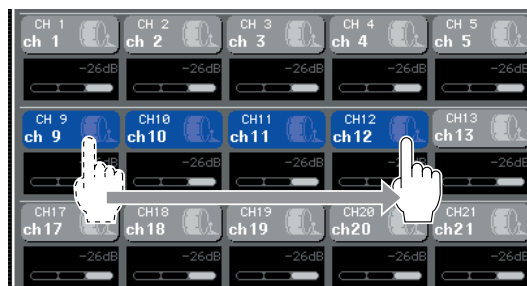 CH 1 CH 2 CH 3 CH 4 CH 5
ch 1 ch 2 ch 3 ch 4 ch 5
-26dB -26dB -26dB -26dB -26dB
CH 9 CH10 CH11 CH12 CH13
ch 9 ch10 ch11 ch12 ch13
-26dB -26dB -26dB -26dB
CH17 CH18 CH19 CH20 CH21
ch17 ch18 ch19 ch20 ch21
-26dB -26dB -26dB -26dB -26dB